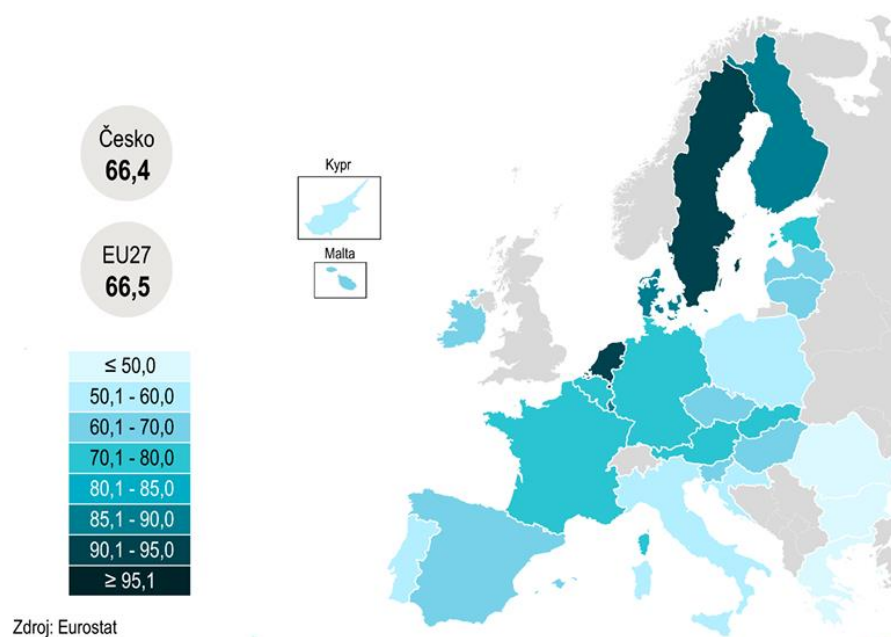 Česko
66,4
EU27
66,5
Kypr
Malta
≤ 50,0
50,1 - 60,0
60,1 - 70,0
70,1 - 80,0
80,1 - 85,0
85,1 - 90,0
90,1 - 95,0
≥ 95,1
Zdroj: Eurostat